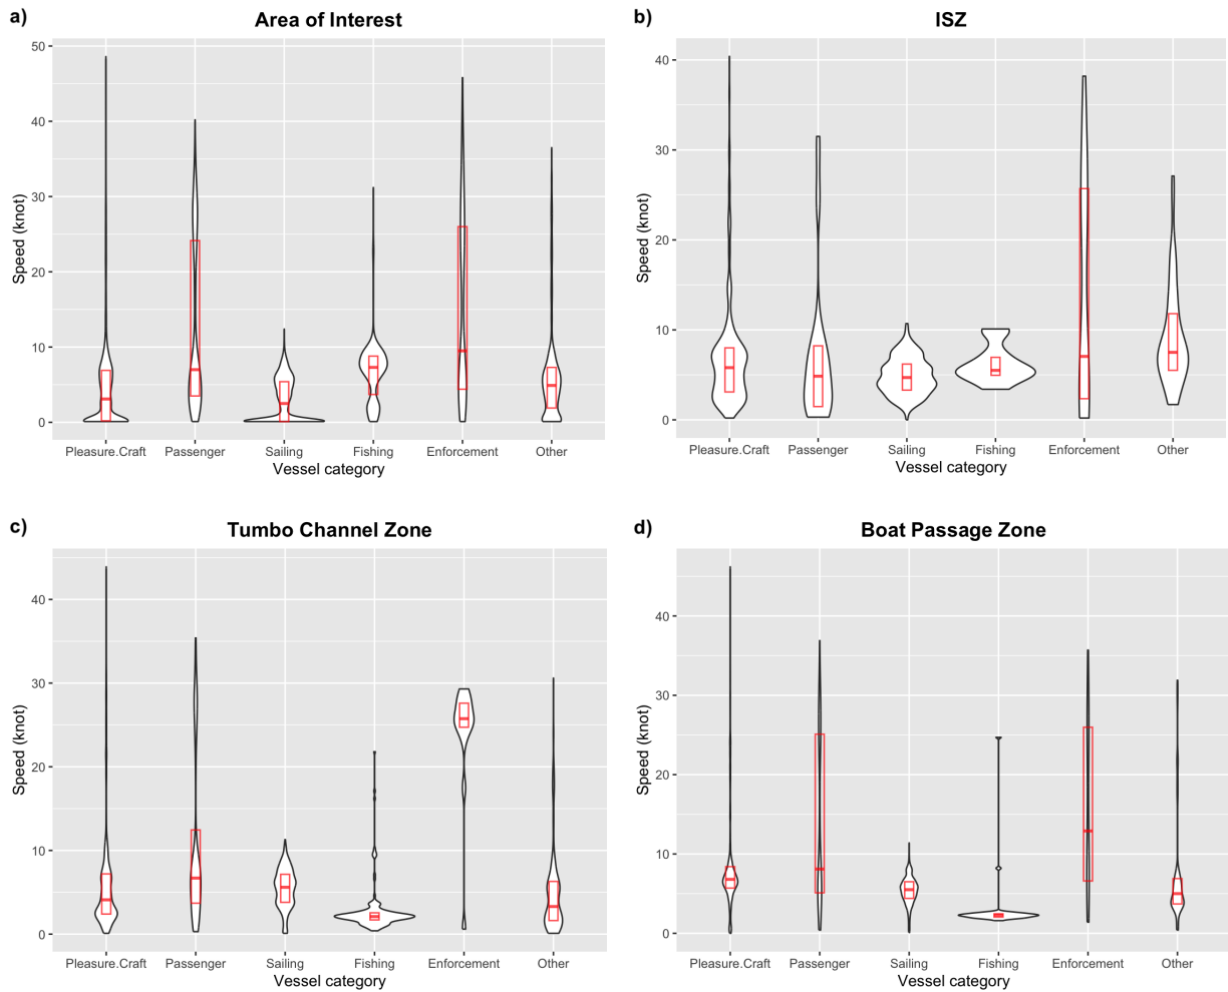 a)
Area of Interest
50
40
30
20
10
0
Speed (knot)
Pleasure.Craft Passenger Sailing Fishing Enforcement Other
Vessel category
b)
ISZ
40
30
20
10
0
Speed (knot)
Pleasure.Craft Passenger Sailing Fishing Enforcement Other
Vessel category
c)
Tumbo Channel Zone
40
30
20
10
0
Speed (knot)
Pleasure.Craft Passenger Sailing Fishing Enforcement Other
Vessel category
d)
Boat Passage Zone
40
30
20
10
0
Speed (knot)
Pleasure.Craft Passenger Sailing Fishing Enforcement Other
Vessel category